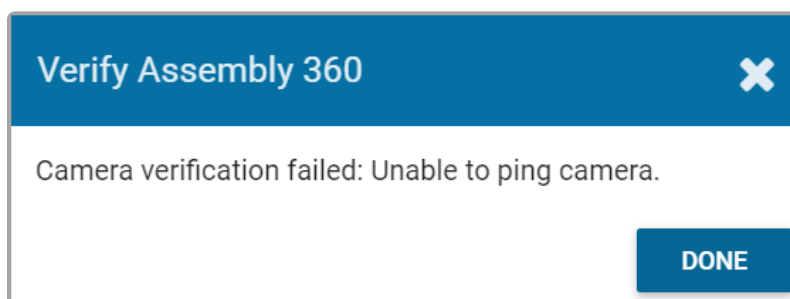 Verify Assembly 360
Camera verification failed: Unable to ping camera.
DONE